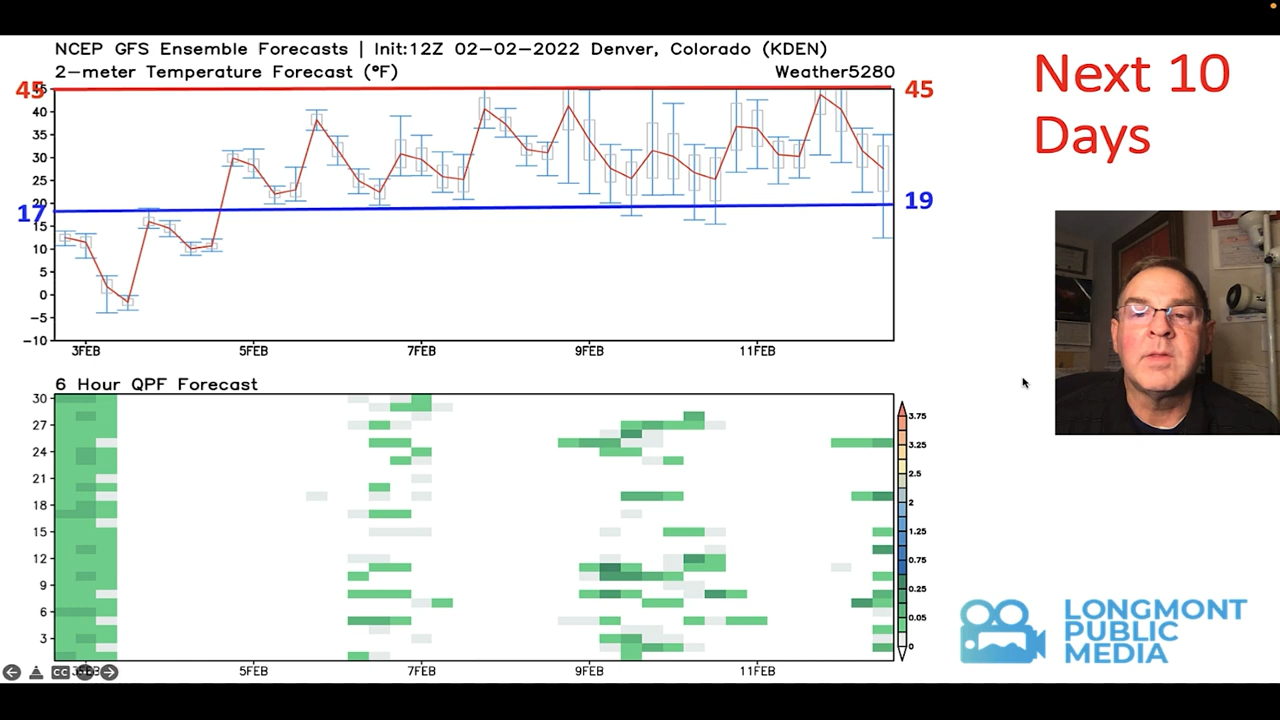 NCEP GFS Ensemble Forecasts | Init:12Z 02-02-2022 Denver, Colorado (KDEN)
2-meter Temperature Forecast (°F)
Weather5280
Next 10
Days
45
45
40
35
30
25
20
15
10
5
0
-5
-10
17
19
3FEB
5FEB
7FEB
9FEB
11FEB
6 Hour QPF Forecast
30
27
24
21
18
15
12
9
6
3
3.75
3.25
2.5
2
1.25
0.75
0.25
0.05
0
CC
5FEB
7FEB
9FEB
11FEB
LONGMONT
PUBLIC
MEDIA